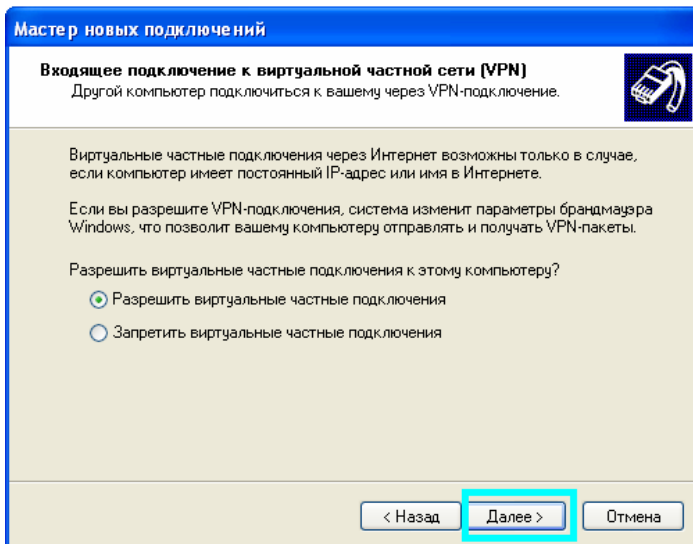 Мастер новых подключений
Входящее подключение к виртуальной частной сети (VPN)
Другой компьютер подключиться к вашему через VPN-подключение.
Виртуальные частные подключения через Интернет возможны только в случае,
если компьютер имеет постоянный IP-адрес или имя в Интернете.
Если вы разрешите VPN-подключения, система изменит параметры брандмауэра
Windows, что позволит вашему компьютеру отправлять и получать VPN-пакеты.
Разрешить виртуальные частные подключения к этому компьютеру?
Разрешить виртуальные частные подключения
Запретить виртуальные частные подключения
< Назад Далее > Отмена